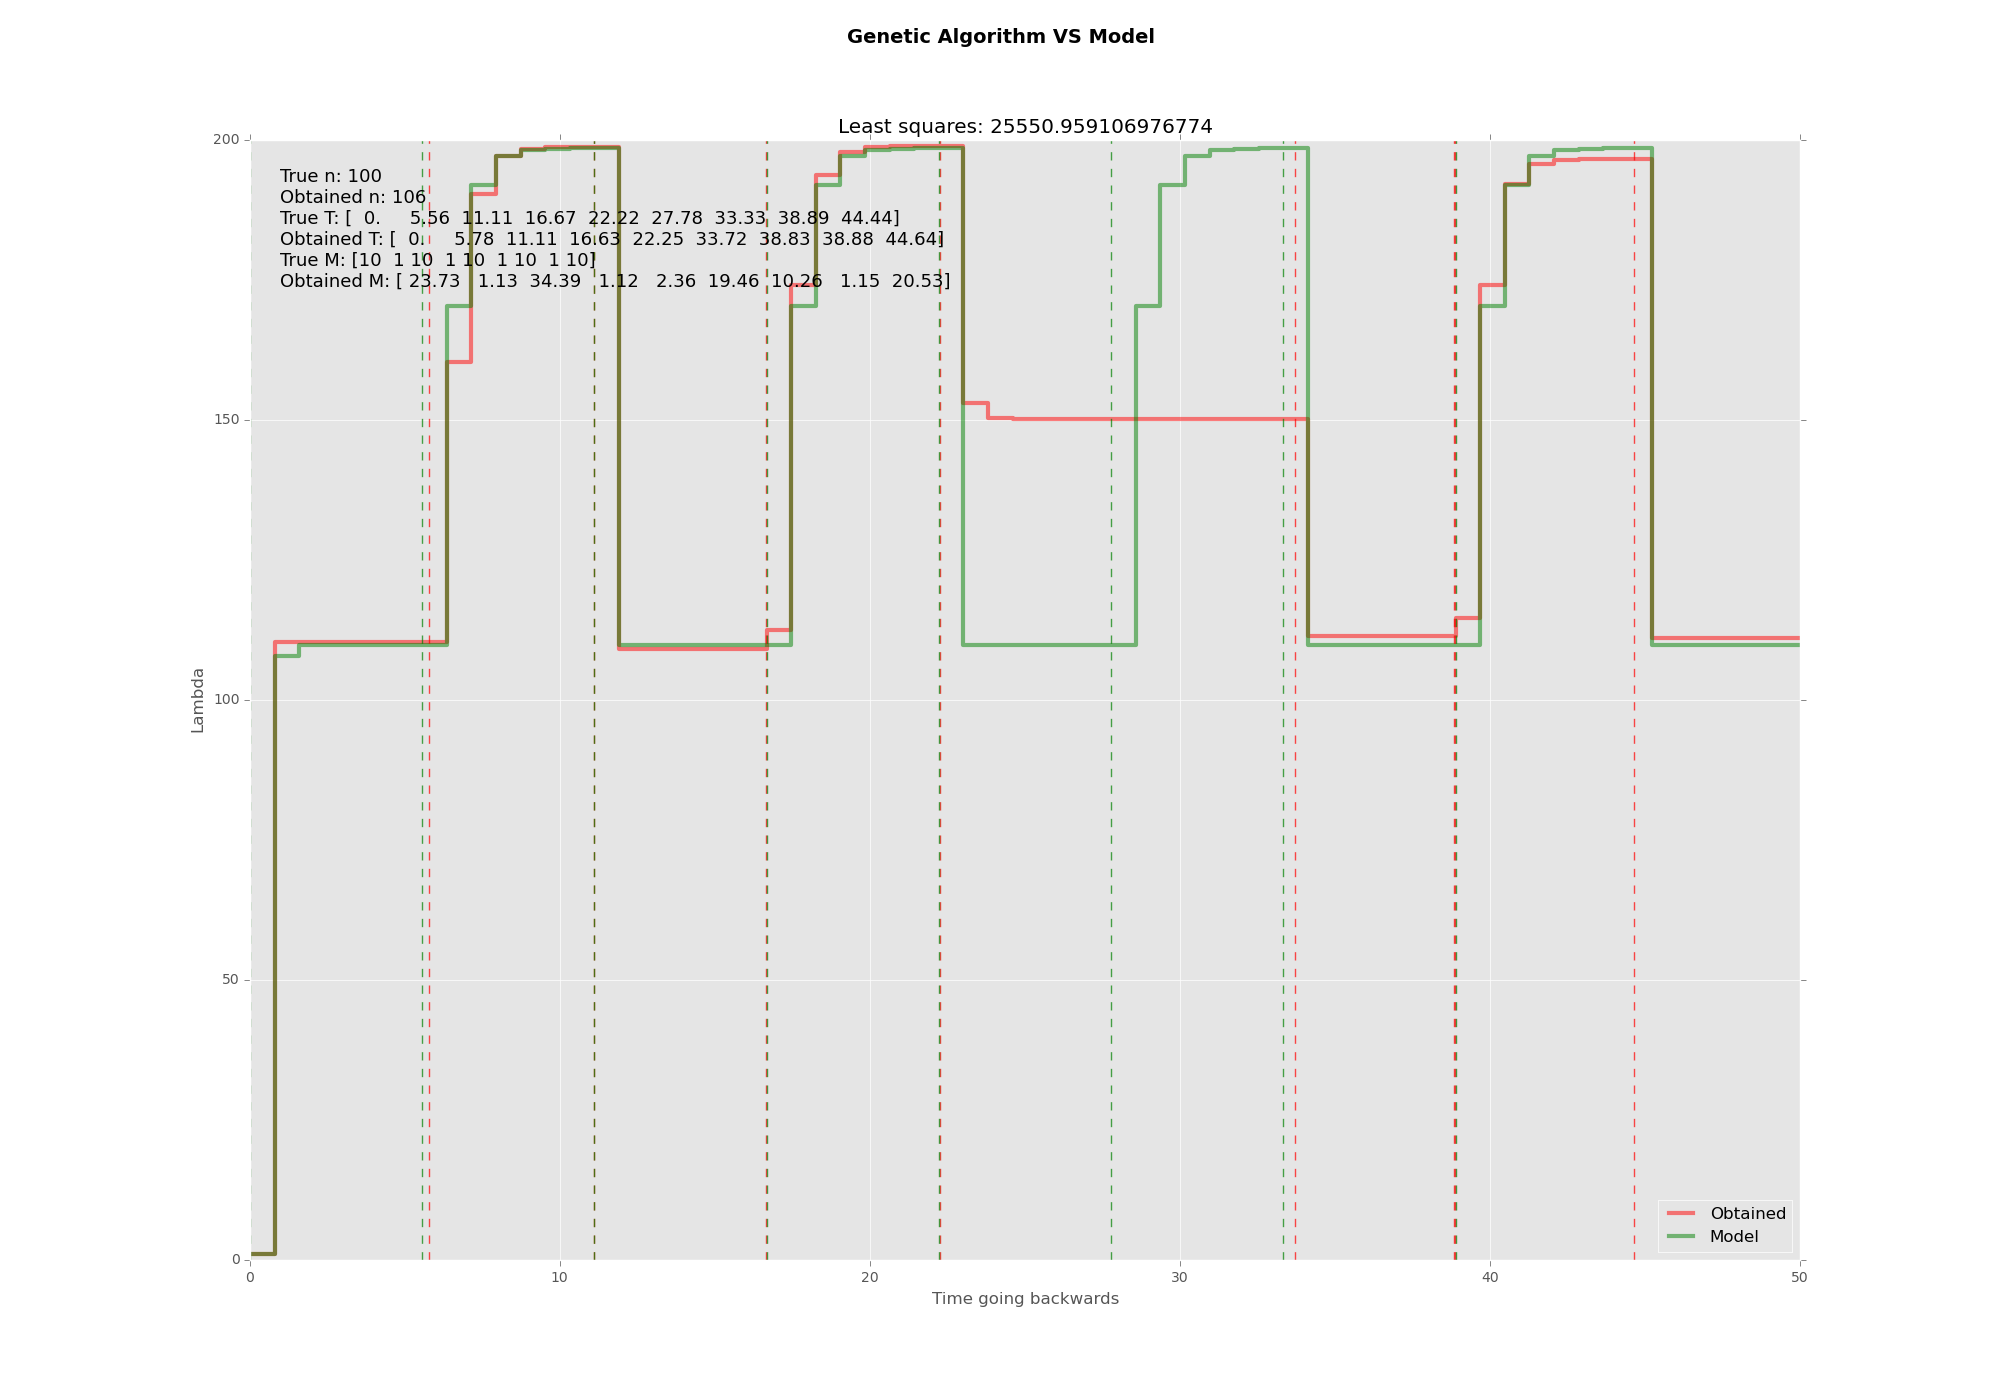 Genetic Algorithm VS Model
Least squares: 25550.959106976774
True n: 100
Obtained n: 106
True T: [ 0. 5.56 11.11 16.67 22.22 27.78 33.33 38.89 44.44]
Obtained T: [ 0. 5.78 11.11 16.63 22.25 33.72 38.83 38.88 44.64]
True M: [10 1 10 1 10 1 10 1 10]
Obtained M: [ 23.73 1.13 34.39 1.12 2.36 19.46 10.26 1.15 20.53]
200
150
100
50
0
Lambda
0 10 20 30 40 50
Time going backwards
Obtained
Model